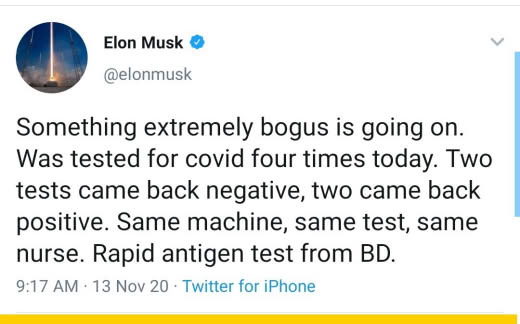 Elon Musk
@elonmusk
Something extremely bogus is going on.
Was tested for covid four times today. Two
tests came back negative, two came back
positive. Same machine, same test, same
nurse. Rapid antigen test from BD.
9:17 AM · 13 Nov 20 · Twitter for iPhone